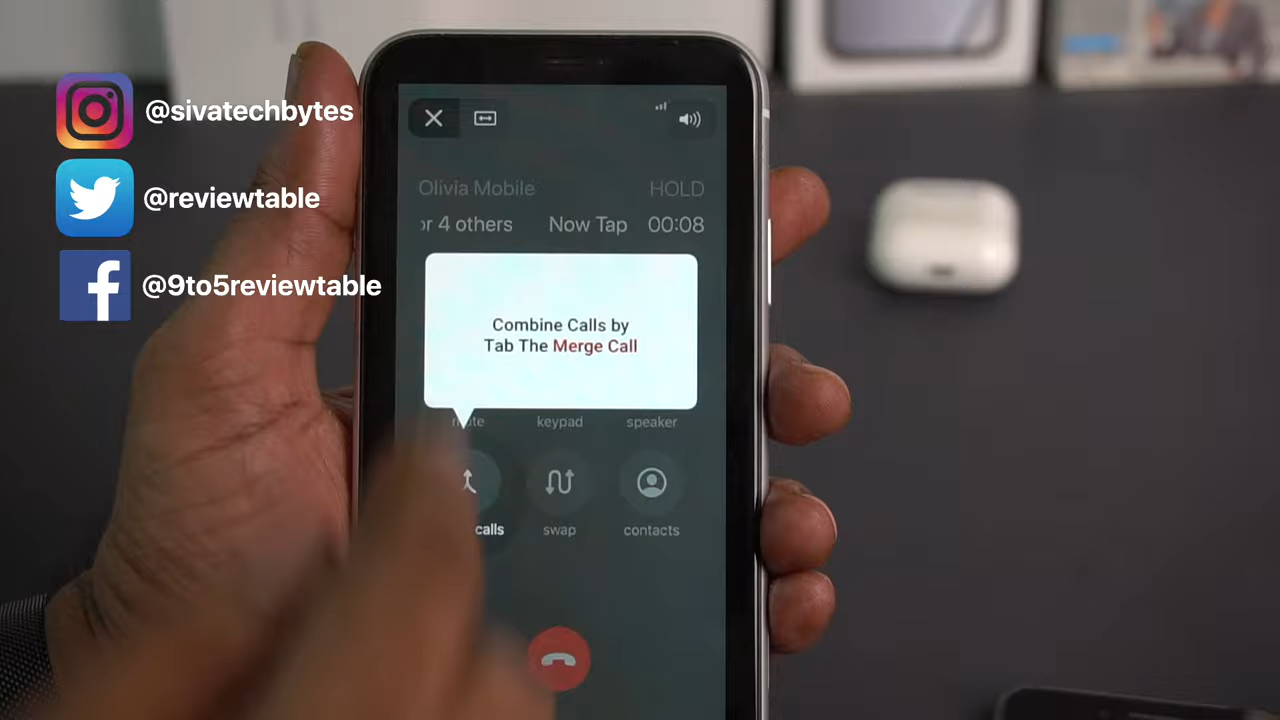 @sivatechbytes
@reviewtable
@9to5reviewtable
Olivia Mobile HOLD
4 others Now Tap 00:08
Combine Calls by
Tab The Merge Call
keypad speaker
calls swap contacts